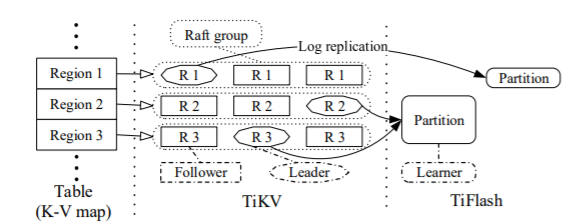 Raft group
Log replication
Region 1
R 1
R 1
R 1
Partition
Region 2
R 2
R 2
R 2
Partition
Region 3
R 3
R 3
R 3
Follower
Leader
Learner
Table
(K-V map)
TiKV
TiFlash